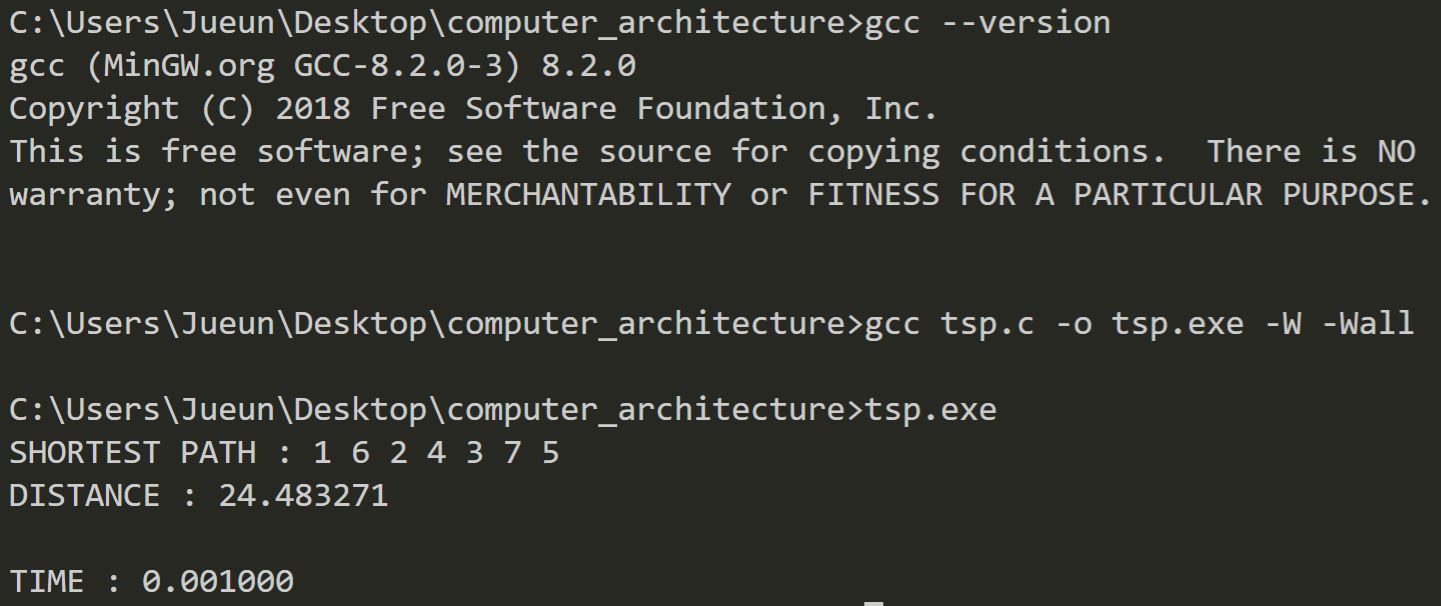 C:\Users\Jueun\Desktop\computer_architecture>gcc --version
gcc (MinGW.org GCC-8.2.0-3) 8.2.0
Copyright (C) 2018 Free Software Foundation, Inc.
This is free software; see the source for copying conditions.  There is NO
warranty; not even for MERCHANTABILITY or FITNESS FOR A PARTICULAR PURPOSE.
C:\Users\Jueun\Desktop\computer_architecture>gcc tsp.c -o tsp.exe -W -Wall
C:\Users\Jueun\Desktop\computer_architecture>tsp.exe
SHORTEST PATH : 1 6 2 4 3 7 5
DISTANCE : 24.483271
TIME : 0.001000